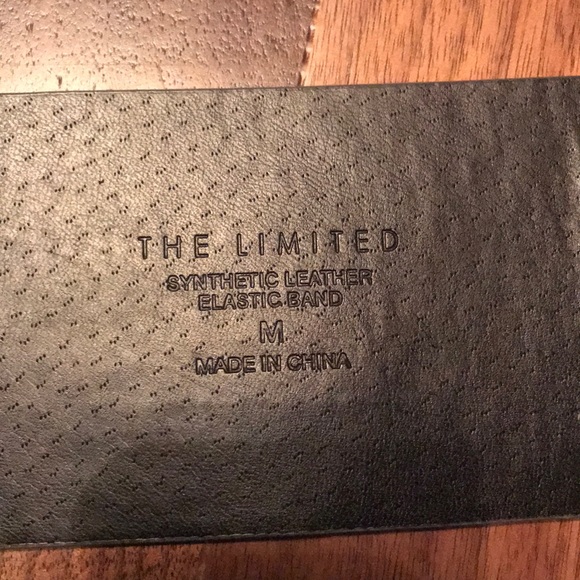 THE LIMITED
SYNTHETIC LEATHER
ELASTIC BAND
M
MADE IN CHINA